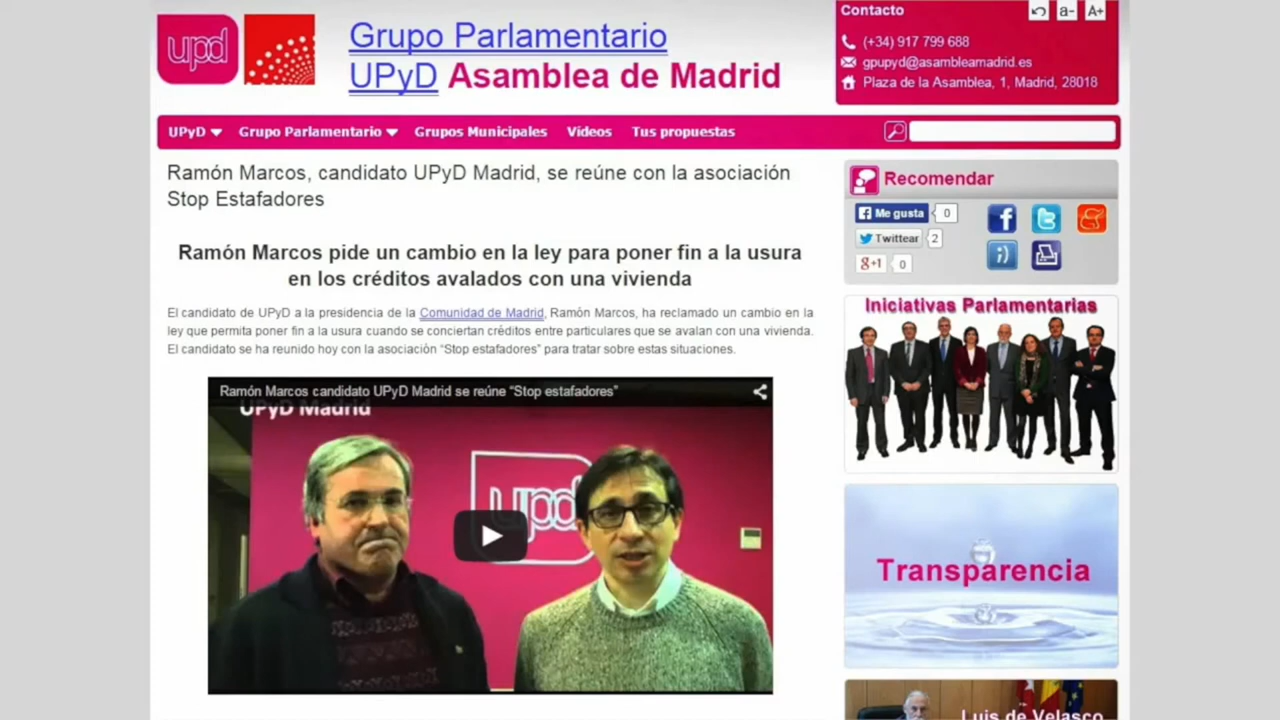 upd
Grupo Parlamentario
UPyD Asamblea de Madrid
Contacto
a- A+
(+34) 917 799 688
gpupyd@asambleamadrid.es
Plaza de la Asamblea, 1, Madrid, 28018
UPyD Grupo Parlamentario Grupos Municipales Vídeos Tus propuestas
Ramón Marcos, candidato UPyD Madrid, se reúne con la asociación
Stop Estafadores
Ramón Marcos pide un cambio en la ley para poner fin a la usura
en los créditos avalados con una vivienda
El candidato de UPyD a la presidencia de la Comunidad de Madrid, Ramón Marcos, ha reclamado un cambio en la
ley que permita poner fin a la usura cuando se conciertan créditos entre particulares que se avalan con una vivienda.
El candidato se ha reunido hoy con la asociación “Stop estafadores” para tratar sobre estas situaciones.
Ramón Marcos candidato UPyD Madrid se reúne “Stop estafadores”
UPyD Madrid
upd
Recomendar
Me gusta 0
Twittear 2
g+1 0
Iniciativas Parlamentarias
Transparencia
Luis de Velasco